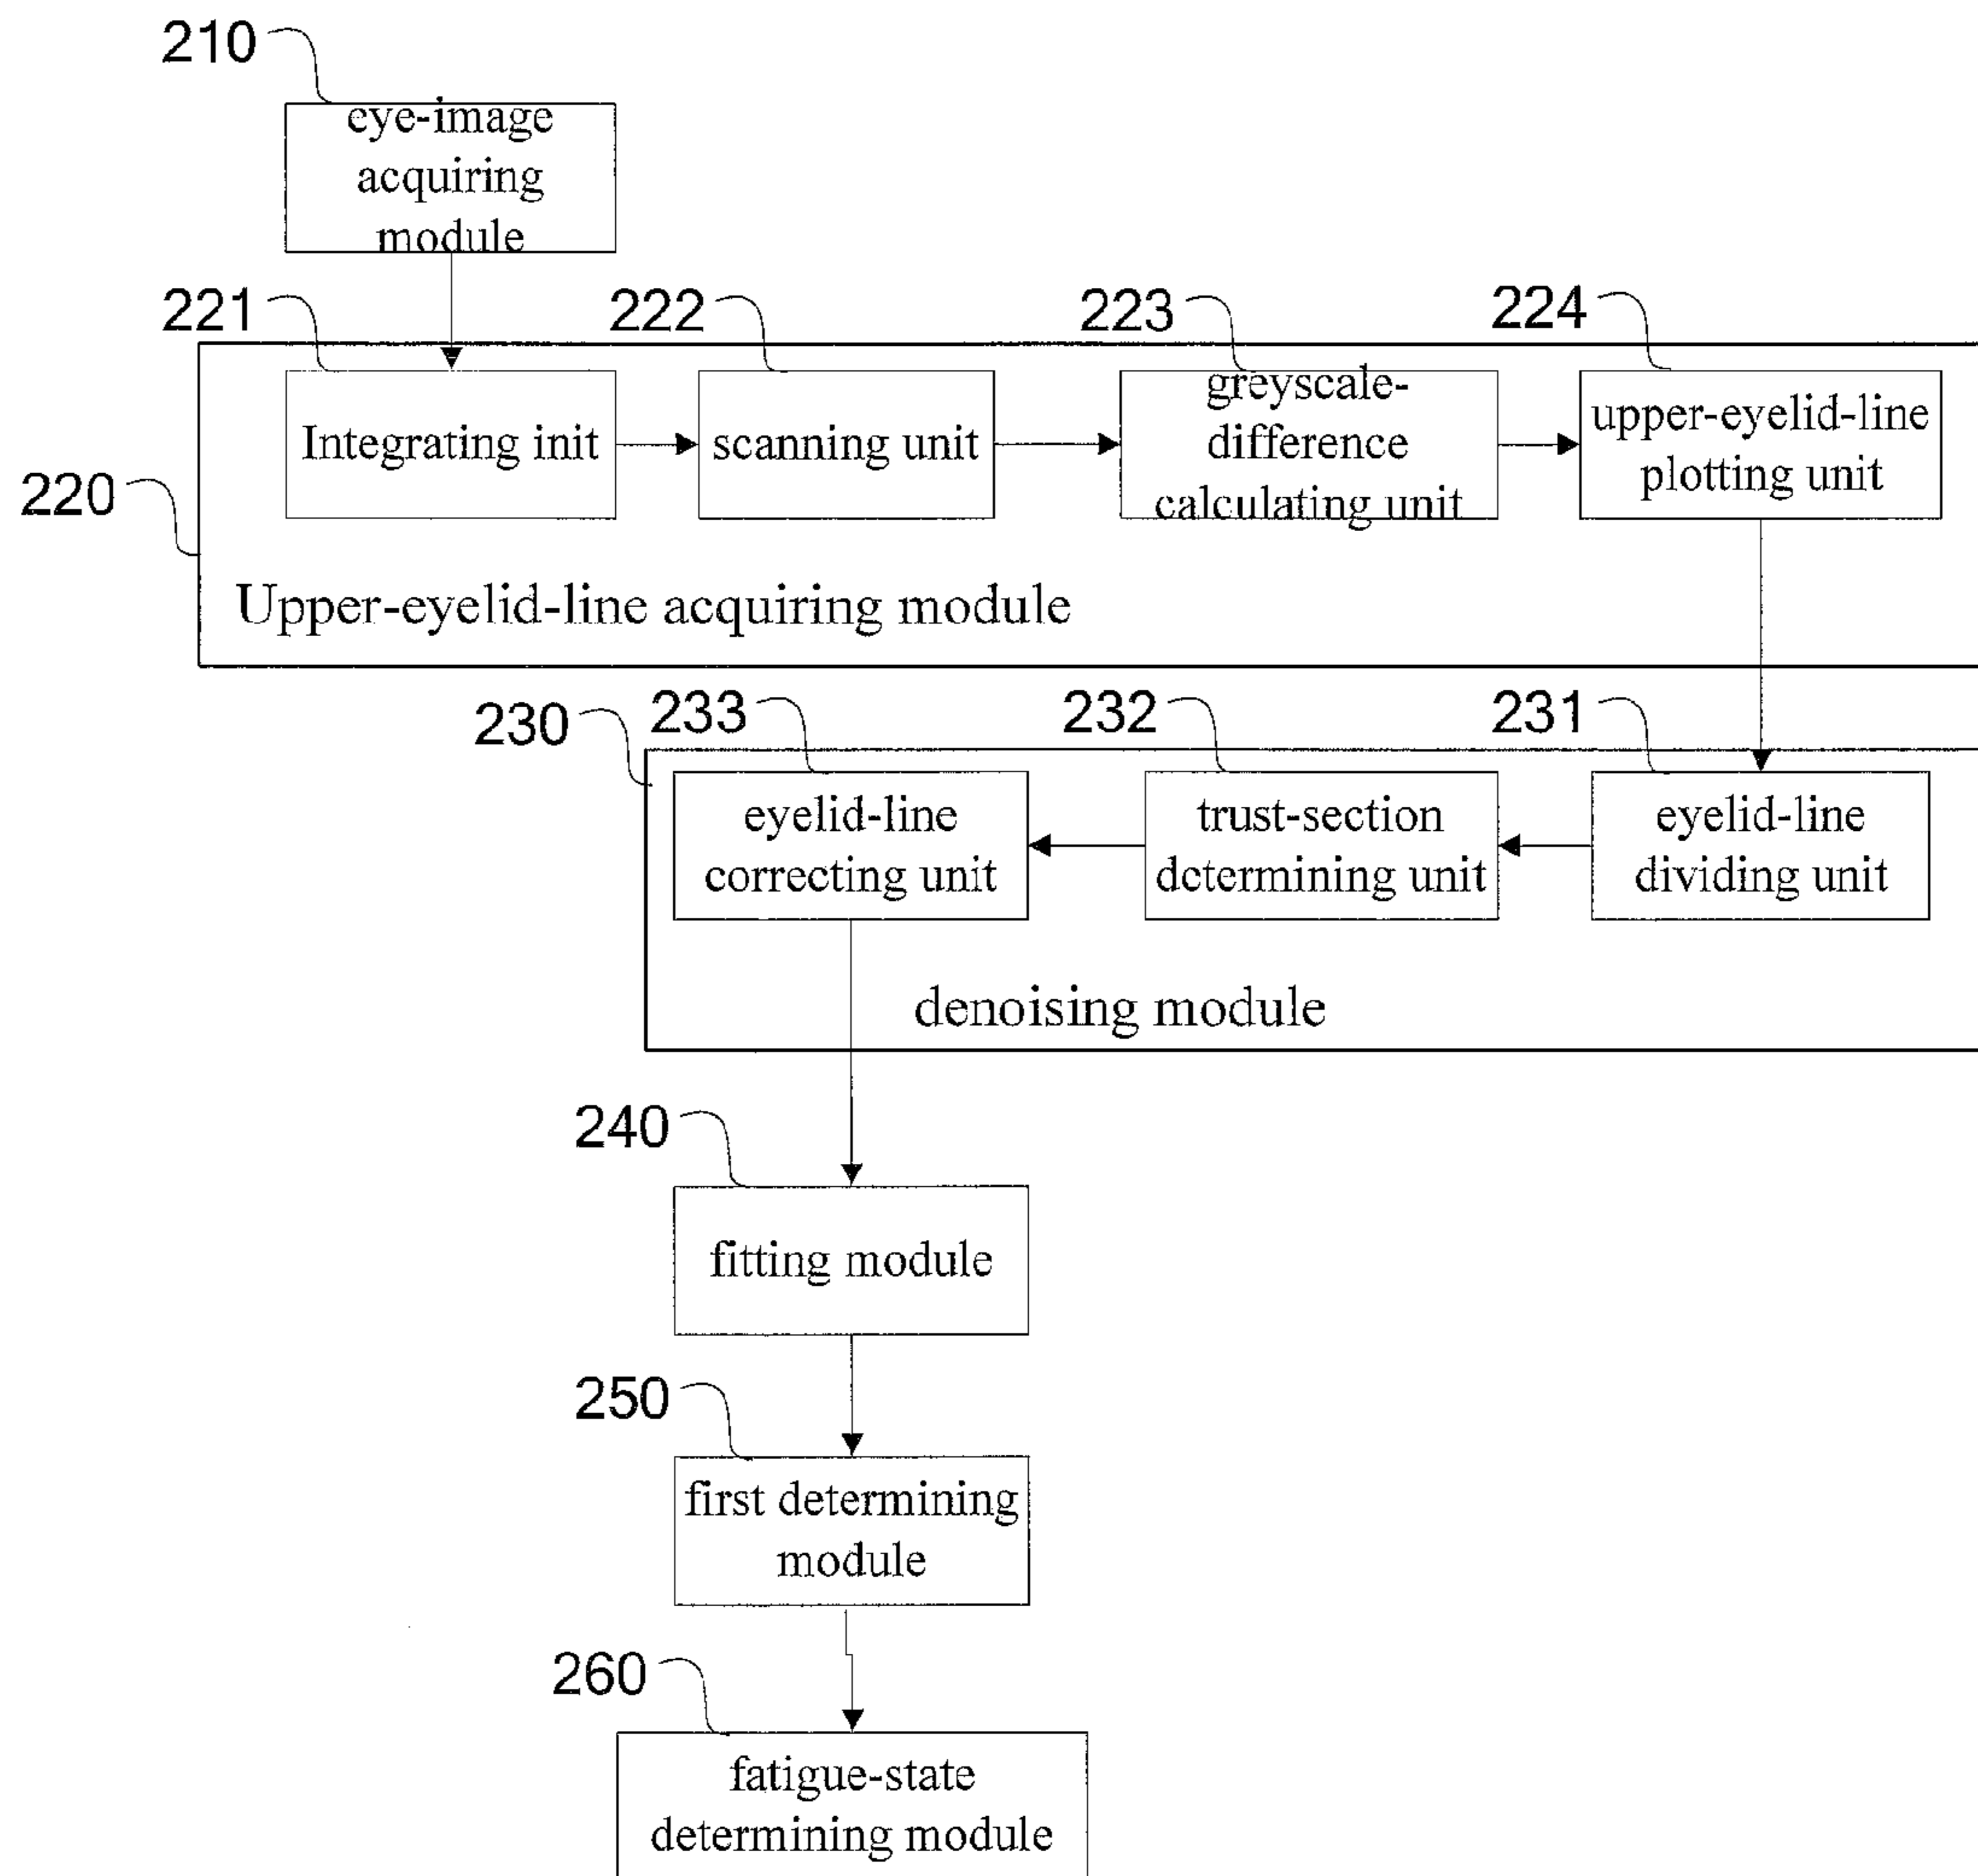 210
eye-image
acquiring
module
221
222
223
224
220
Integrating init
scanning unit
greyscale-
difference
calculating unit
upper-eyelid-line
plotting unit
Upper-eyelid-line acquiring module
230
233
232
231
eyelid-line
correcting unit
trust-section
determining unit
eyelid-line
dividing unit
denoising module
240
fitting module
250
first determining
module
260
fatigue-state
determining module